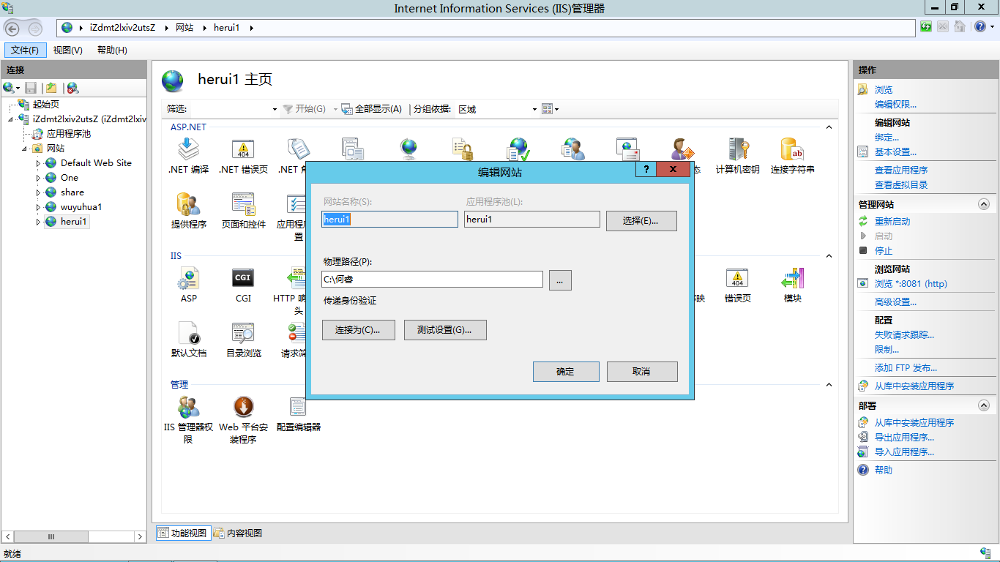 Internet Information Services (IIS)管理器
iZdmt2lxiv2utsZ 网站 herui1
文件(F) 视图(V) 帮助(H)
连接
起始页
iZdmt2lxiv2utsZ (iZdmt2lxiv
应用程序池
网站
Default Web Site
One
share
wuyuhua1
herui1
herui1 主页
筛选: 开始(G) 全部显示(A) 分组依据: 区域
ASP.NET
.NET 编译 .NET 错误页 .NET 计算机密钥 连接字符串
提供程序 页面和控件 应用程序
置
IIS
ASP CGI HTTP 响 错误页 模块
头
默认文档 目录浏览 请求筛
管理
IIS 管理器权 Web 平台安 配置编辑器
限 装程序
编辑网站
网站名称(S): 应用程序池(L):
herui1 herui1 选择(E)...
物理路径(P):
C:\何睿 ...
传递身份验证
连接为(C)... 测试设置(G)...
确定 取消
功能视图 内容视图
就绪
操作
浏览
编辑权限...
编辑网站
绑定...
基本设置...
查看应用程序
查看虚拟目录
管理网站
重新启动
启动
停止
浏览网站
浏览 *:8081 (http)
高级设置...
配置
失败请求跟踪...
限制...
添加 FTP 发布...
从库中安装应用程序
部署
从库中安装应用程序
导出应用程序...
导入应用程序...
帮助